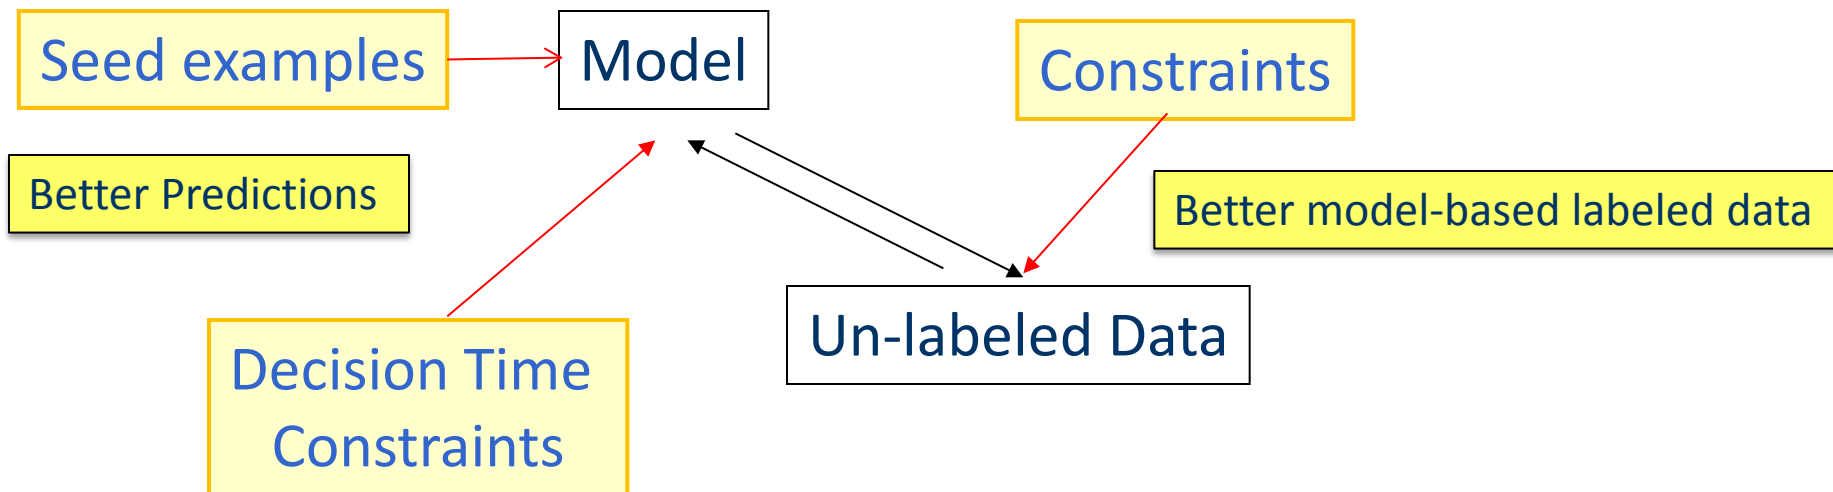 Seed examples
Model
Constraints
Better Predictions
Better model-based labeled data
Un-labeled Data
Decision Time
Constraints